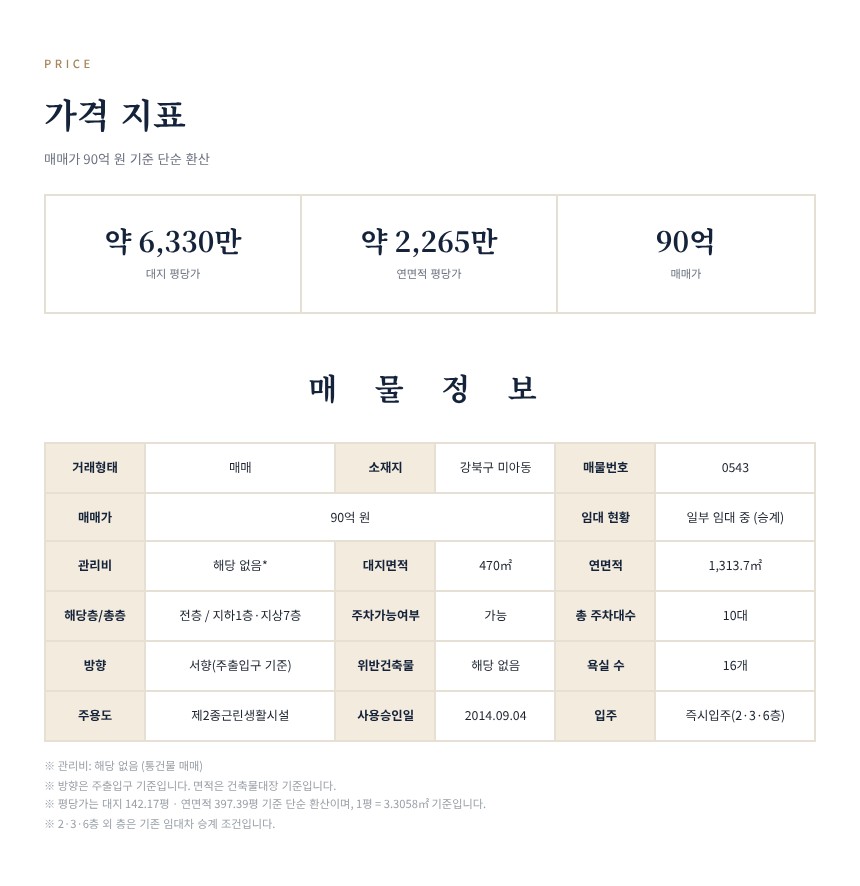 PRICE
가격 지표
매매가 90억 원 기준 단순 환산
약 6,330만 약 2,265만 90억
대지 평당가 연면적 평당가 매매가
매 물 정 보
거래형태 매매 소재지 강북구 미아동 매물번호 0543
매매가 90억 원 임대 현황 일부 임대 중 (승계)
관리비 해당 없음* 대지면적 470㎡ 연면적 1,313.7㎡
해당층/총층 전층 / 지하1층·지상7층 주차가능여부 가능 총 주차대수 10대
방향 서향(주출입구 기준) 위반건축물 해당 없음 욕실 수 16개
주용도 제2종근린생활시설 사용승인일 2014.09.04 입주 즉시입주(2·3·6층)
※ 관리비: 해당 없음 (통건물 매매)
※ 방향은 주출입구 기준입니다. 면적은 건축물대장 기준입니다.
※ 평당가는 대지 142.17평 · 연면적 397.39평 기준 단순 환산이며, 1평 = 3.3058㎡ 기준입니다.
※ 2·3·6층 외 층은 기존 임대차 승계 조건입니다.